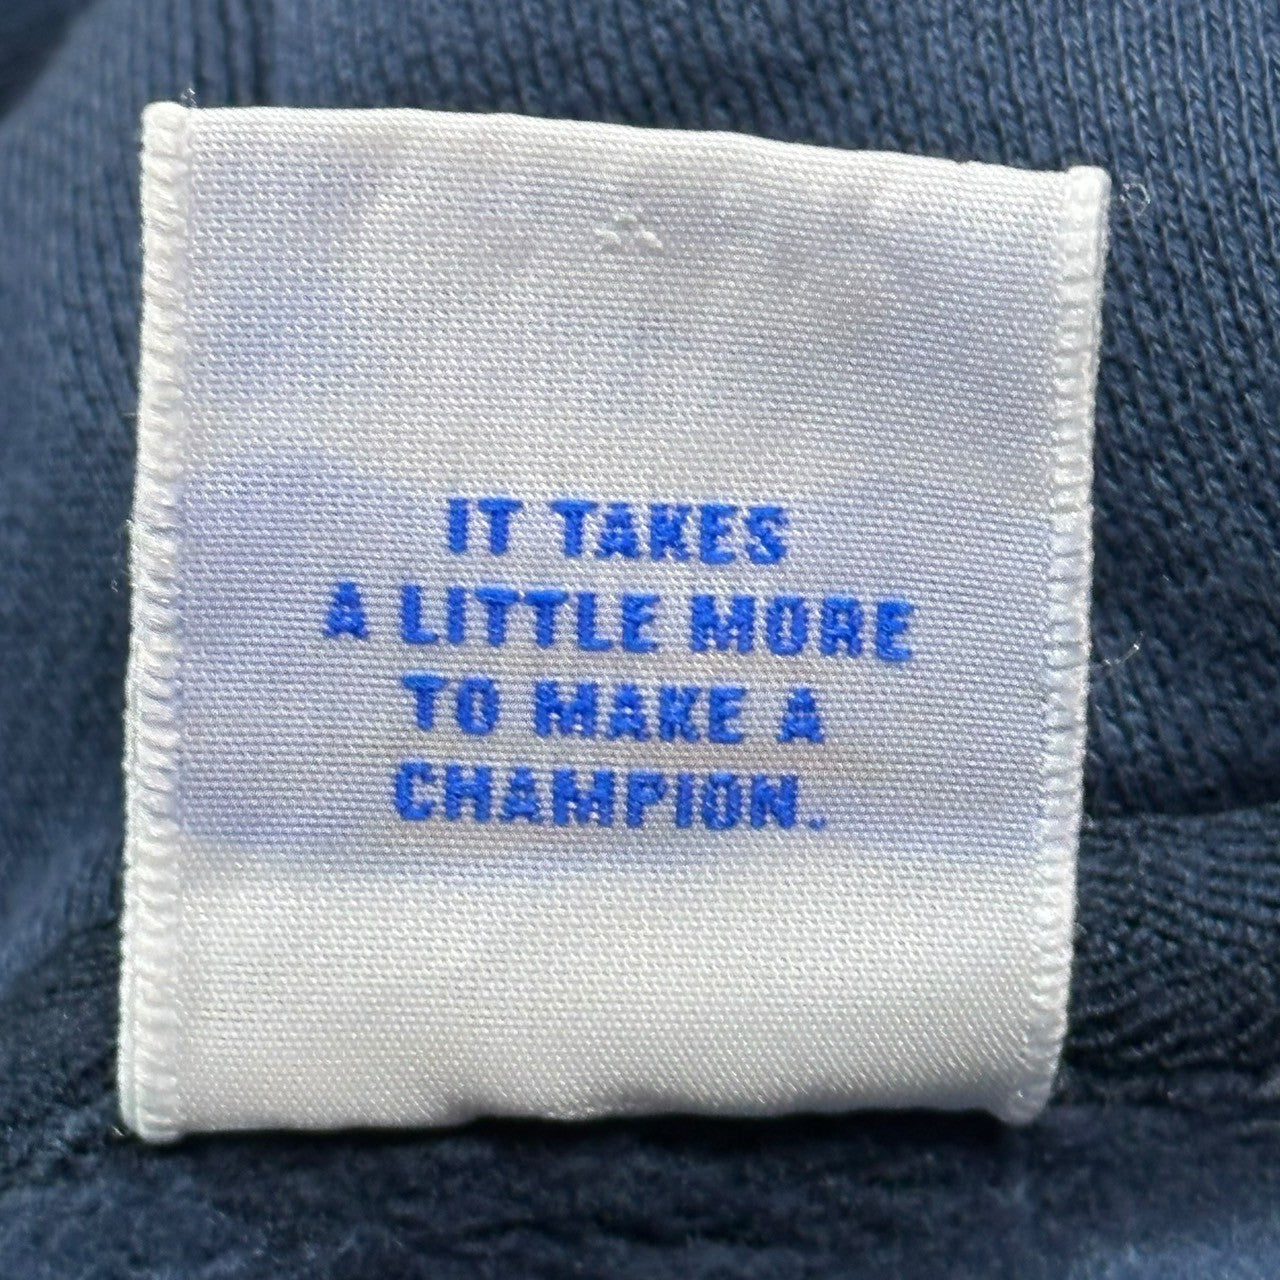 IT TAKES
A LITTLE MORE
TO MAKE A
CHAMPION.